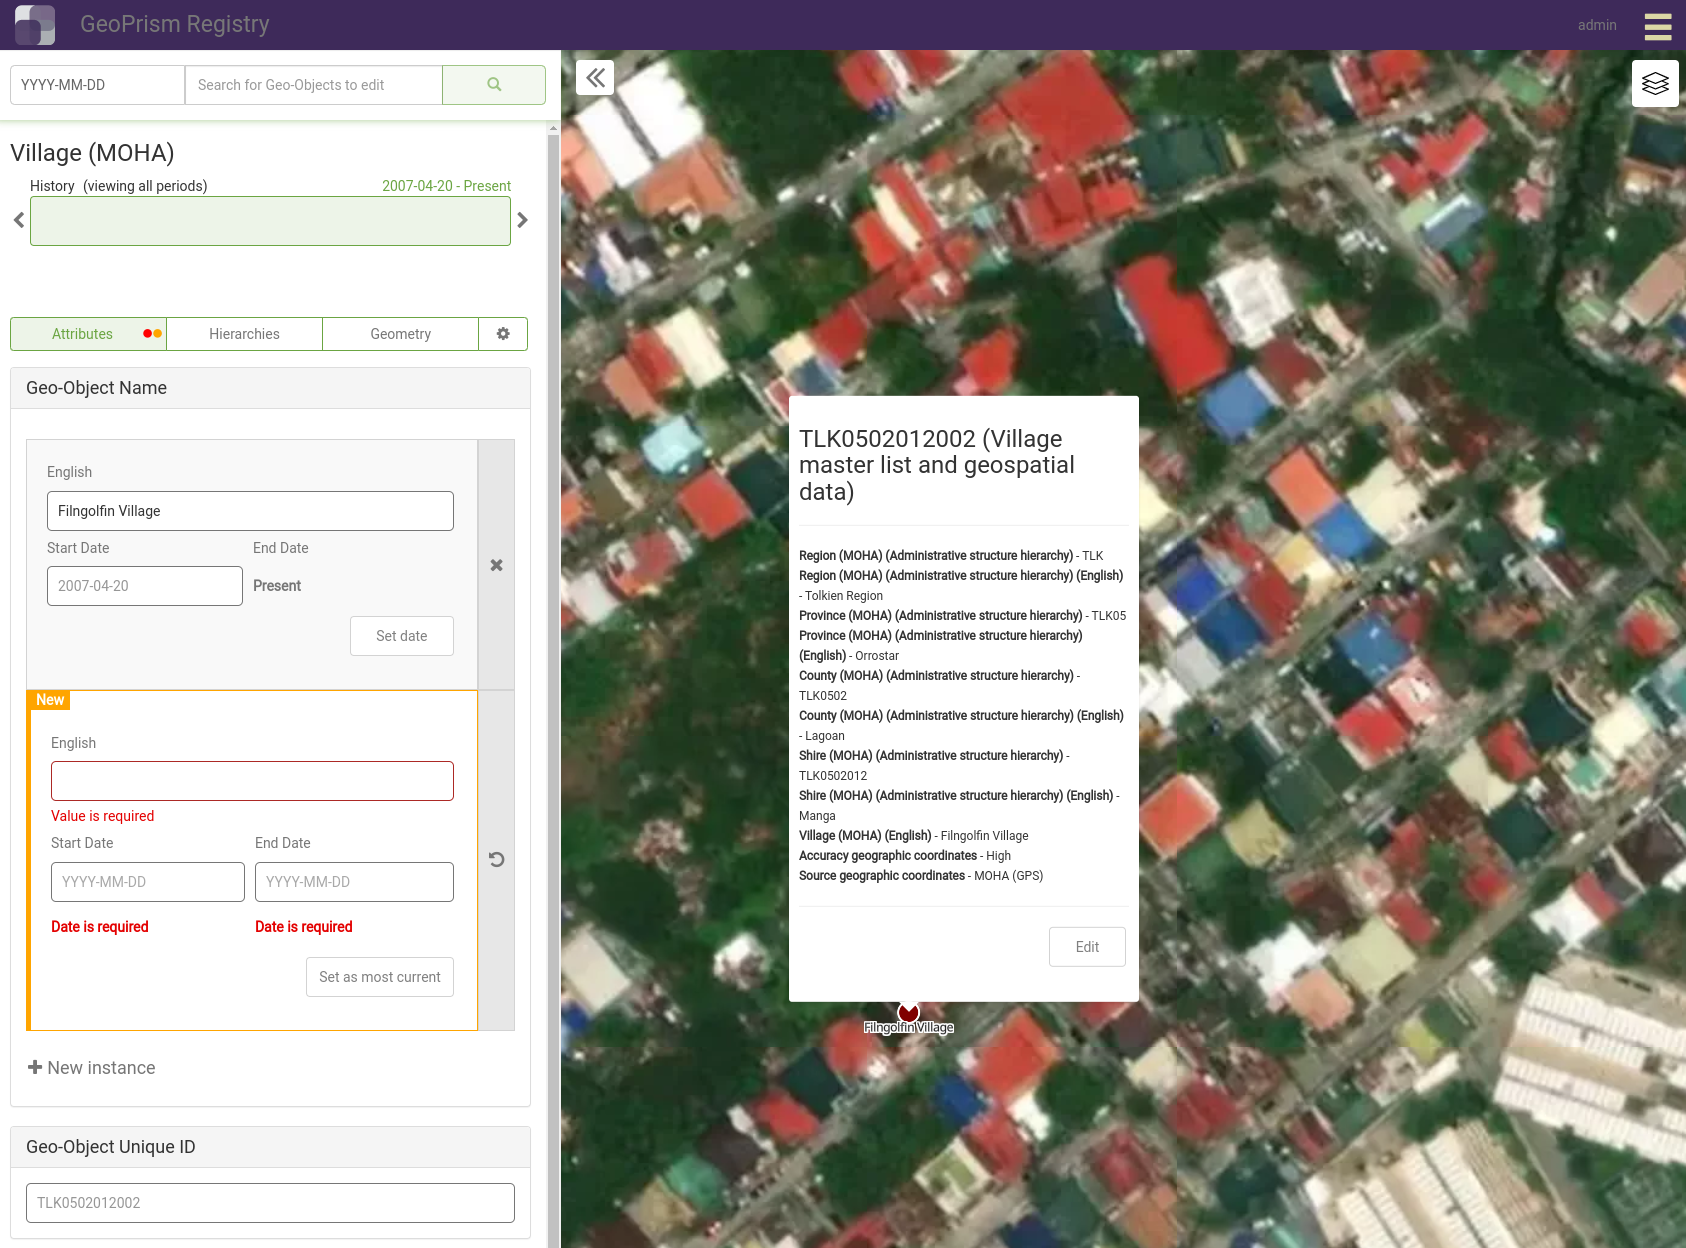 GeoPrism Registry
admin
YYYY-MM-DD
Search for Geo-Objects to edit
Village (MOHA)
History (viewing all periods)
2007-04-20 - Present
Attributes
Hierarchies
Geometry
Geo-Object Name
English
Filngolfin Village
Start Date
End Date
2007-04-20
Present
Set date
New
English
Value is required
Start Date
End Date
YYYY-MM-DD
YYYY-MM-DD
Date is required
Date is required
Set as most current
New instance
Geo-Object Unique ID
TLK0502012002
TLK0502012002 (Village
master list and geospatial
data)
Region (MOHA) (Administrative structure hierarchy) - TLK
Region (MOHA) (Administrative structure hierarchy) (English)
- Tolkien Region
Province (MOHA) (Administrative structure hierarchy) - TLK05
Province (MOHA) (Administrative structure hierarchy)
(English) - Orrostar
County (MOHA) (Administrative structure hierarchy) -
TLK0502
County (MOHA) (Administrative structure hierarchy) (English)
- Lagoan
Shire (MOHA) (Administrative structure hierarchy) -
TLK0502012
Shire (MOHA) (Administrative structure hierarchy) (English) -
Manga
Village (MOHA) (English) - Filngolfin Village
Accuracy geographic coordinates - High
Source geographic coordinates - MOHA (GPS)
Edit
Filngolfin Village